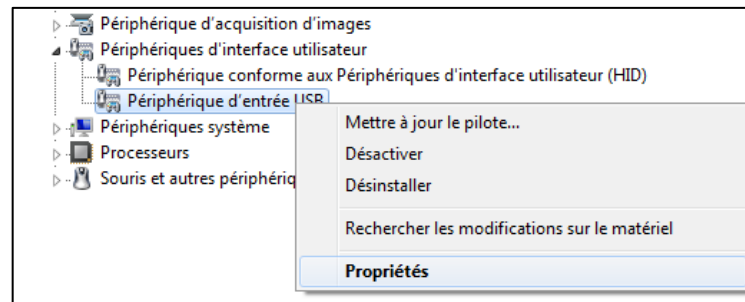 Périphérique d'acquisition d'images
Périphériques d'interface utilisateur
Périphérique conforme aux Périphériques d'interface utilisateur (HID)
Périphérique d'entrée USB
Mettre à jour le pilote...
Périphériques système
Désactiver
Processeurs
Désinstaller
Souris et autres périphériq
Rechercher les modifications sur le matériel
Propriétés